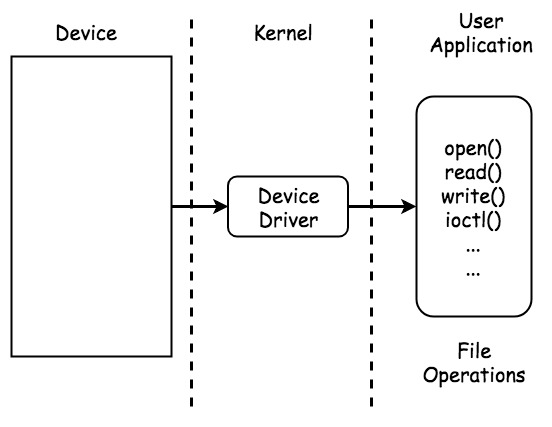 Device
Kernel
User
Application
Device
Driver
open()
read()
write()
ioctl()
...
...
File
Operations